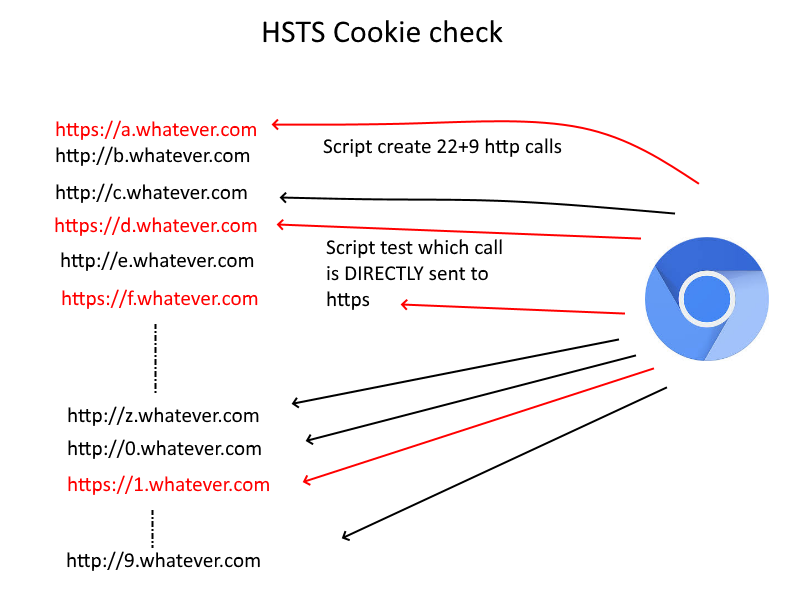 HSTS Cookie check
https://a.whatever.com
http://b.whatever.com
Script create 22+9 http calls
http://c.whatever.com
https://d.whatever.com
http://e.whatever.com
https://f.whatever.com
Script test which call
is DIRECTLY sent to
https
http://z.whatever.com
http://0.whatever.com
https://1.whatever.com
http://9.whatever.com